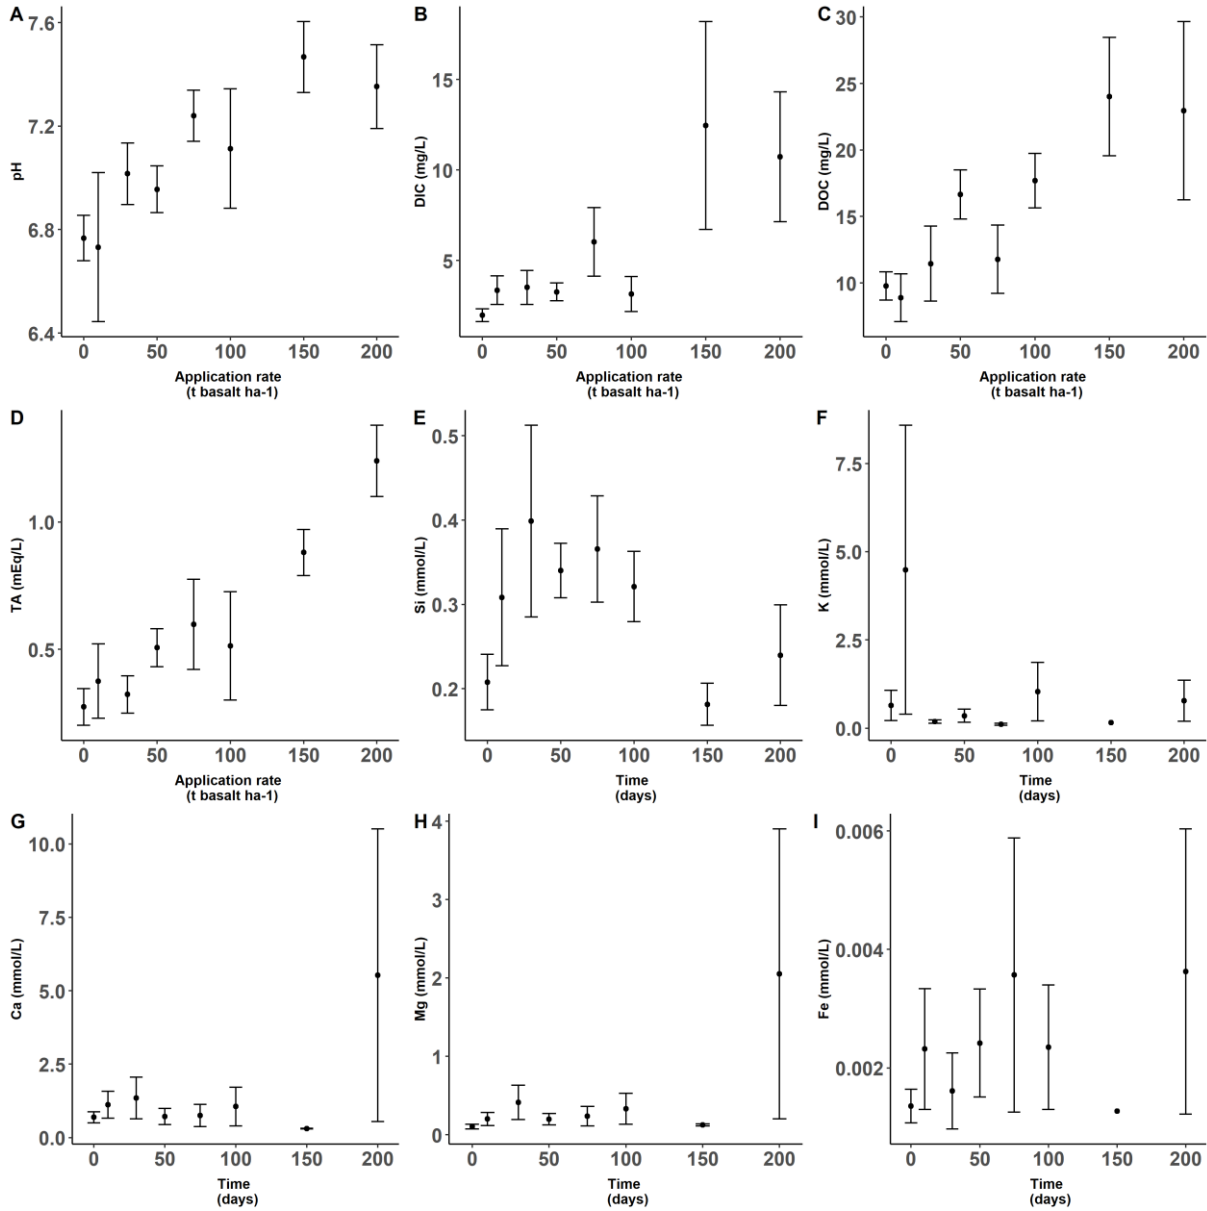 A
7.6
7.2
6.8
6.4
pH
0 50 100 150 200
Application rate
(t basalt ha-1)
B
15
10
5
DIC (mg/L)
0 50 100 150 200
Application rate
(t basalt ha-1)
C
30
25
20
15
10
DOC (mg/L)
0 50 100 150 200
Application rate
(t basalt ha-1)
D
1.0
0.5
TA (mEq/L)
0 50 100 150 200
Application rate
(t basalt ha-1)
E
0.5
0.4
0.3
0.2
Si (mmol/L)
0 50 100 150 200
Time
(days)
F
7.5
5.0
2.5
0.0
K (mmol/L)
0 50 100 150 200
Time
(days)
G
10.0
7.5
5.0
2.5
0.0
Ca (mmol/L)
0 50 100 150 200
Time
(days)
H
4
3
2
1
0
Mg (mmol/L)
0 50 100 150 200
Time
(days)
I
0.006
0.004
0.002
Fe (mmol/L)
0 50 100 150 200
Time
(days)